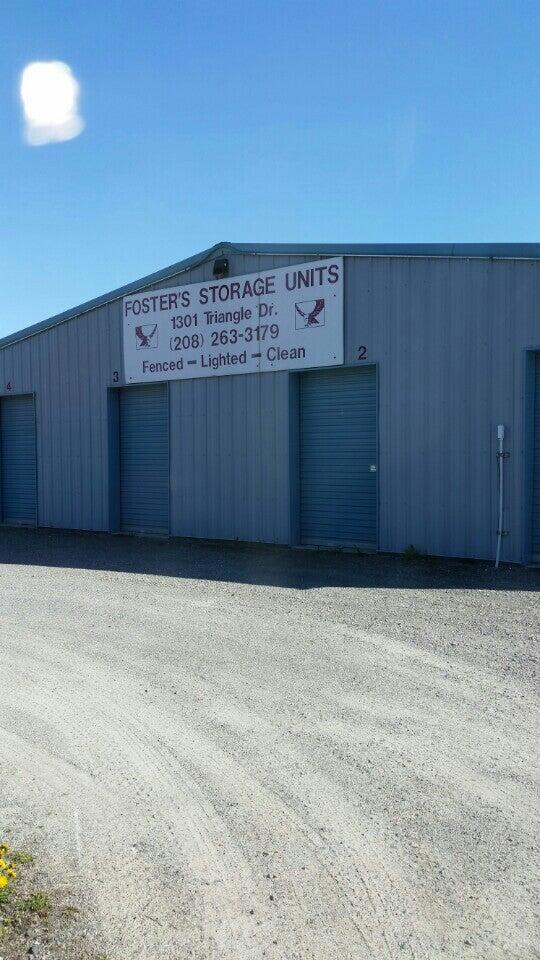 FOSTER'S STORAGE UNITS
1301 Triangle Dr.
(208) 263-3179
Fenced - Lighted - Clean
4
3
2